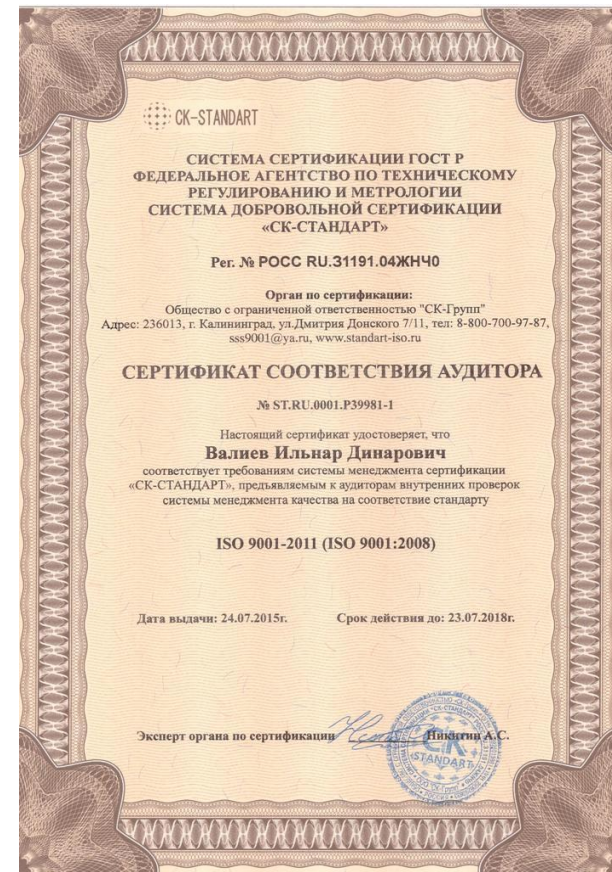 CK-STANDART
СИСТЕМА СЕРТИФИКАЦИИ ГОСТ Р
ФЕДЕРАЛЬНОЕ АГЕНТСТВО ПО ТЕХНИЧЕСКОМУ
РЕГУЛИРОВАНИЮ И МЕТРОЛОГИИ
СИСТЕМА ДОБРОВОЛЬНОЙ СЕРТИФИКАЦИИ
«СК-СТАНДАРТ»
Рег. № РОСС RU.31191.04ЖНЧ0
Орган по сертификации:
Общество с ограниченной ответственностью "СК-Групп"
Адрес: 236013, г. Калининград, ул.Дмитрия Донского 7/11, тел: 8-800-700-97-87,
sss9001@ya.ru, www.standart-iso.ru
СЕРТИФИКАТ СООТВЕТСТВИЯ АУДИТОРА
№ ST.RU.0001.P39981-1
Настоящий сертификат удостоверяет, что
Валиев Ильнар Динарович
соответствует требованиям системы менеджмента сертификации
«СК-СТАНДАРТ», предъявляемым к аудиторам внутренних проверок
системы менеджмента качества на соответствие стандарту
ISO 9001-2011 (ISO 9001:2008)
Дата выдачи: 24.07.2015г. Срок действия до: 23.07.2018г.
Эксперт органа по сертификации Никитин А.С.
СК
STANDART